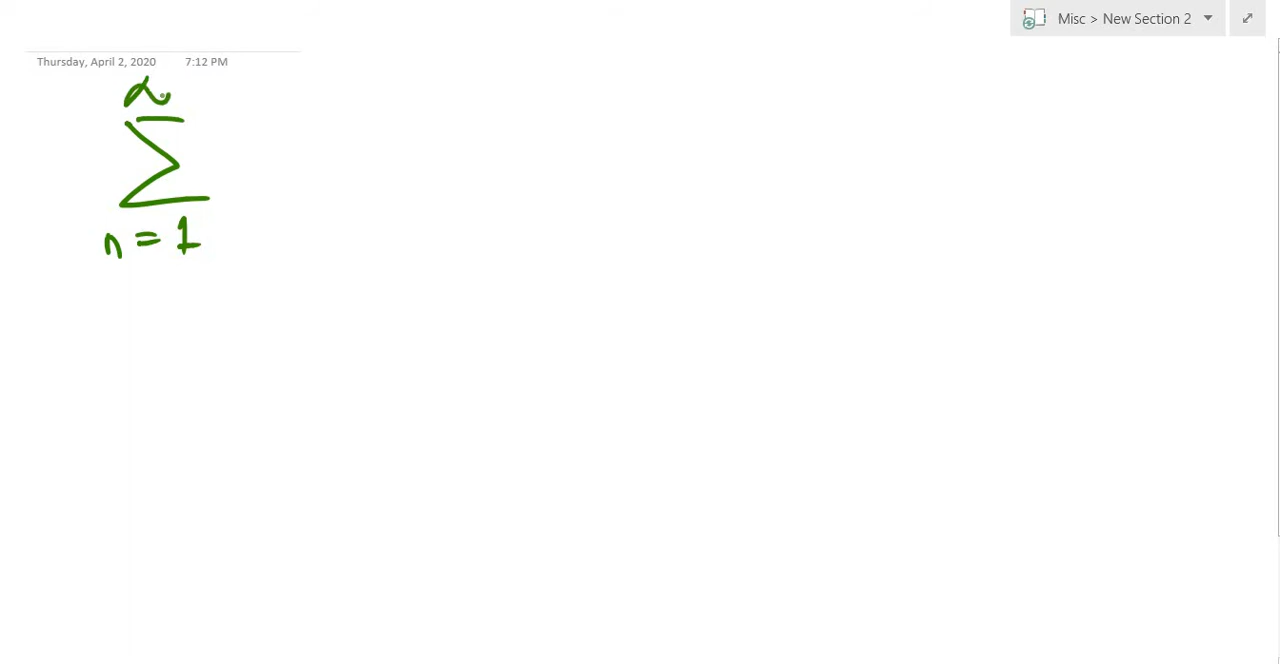 Misc > New Section 2
Thursday, April 2, 2020 7:12 PM
∑
n = 1